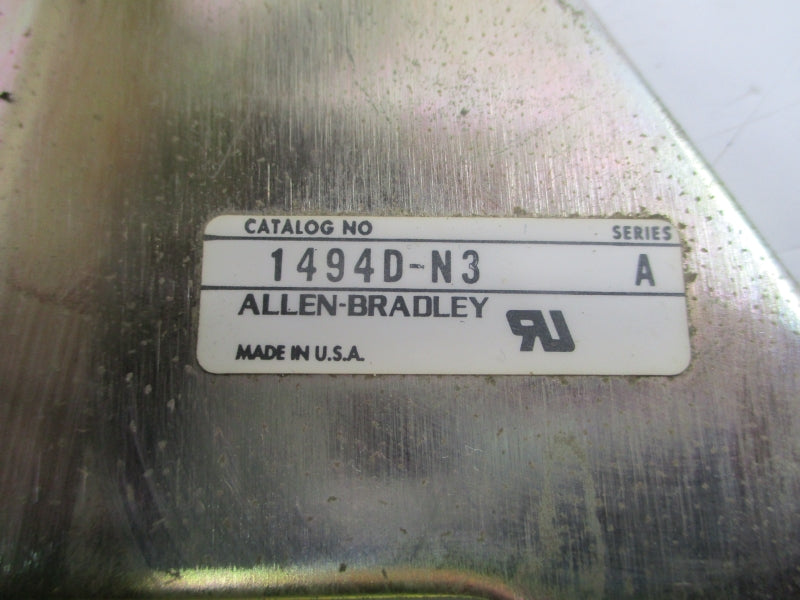 CATALOG NO SERIES
1494D-N3 A
ALLEN-BRADLEY
MADE IN U.S.A.